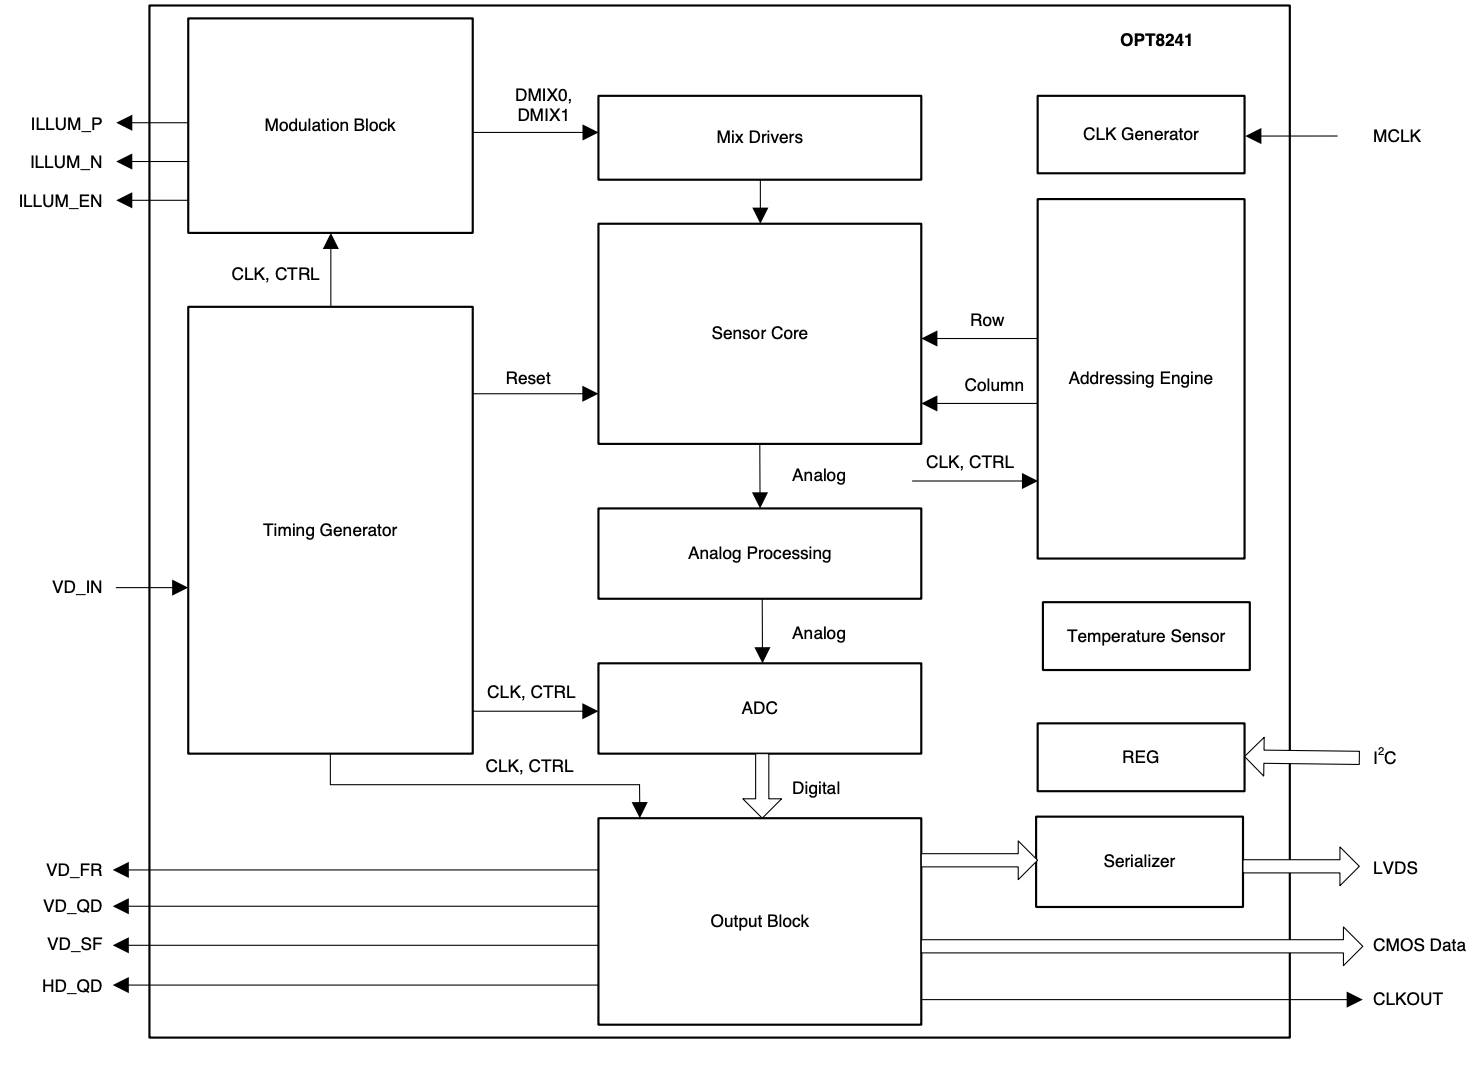 OPT8241
DMIX0,
DMIX1
ILLUM_P
Modulation Block
Mix Drivers
CLK Generator
MCLK
ILLUM_N
ILLUM_EN
CLK, CTRL
Row
Sensor Core
Reset
Column
Addressing Engine
Analog
CLK, CTRL
Timing Generator
Analog Processing
VD_IN
Analog
Temperature Sensor
CLK, CTRL
ADC
CLK, CTRL
Digital
REG
I²C
VD_FR
Serializer
LVDS
VD_QD
Output Block
VD_SF
CMOS Data
HD_QD
CLKOUT